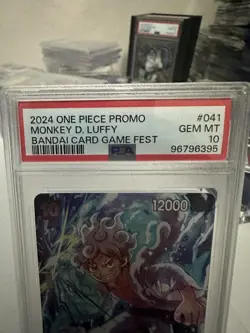 2024 ONE PIECE PROMO #041
MONKEY D. LUFFY GEM MT
BANDAI CARD GAME FEST 10
PSA 96796395
12000